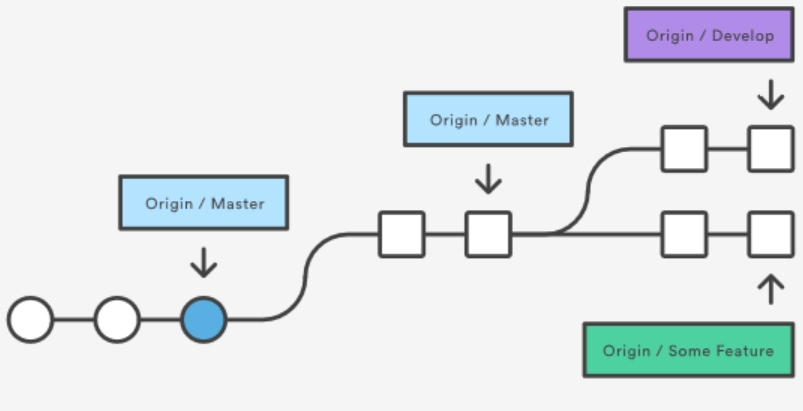 Origin / Develop
Origin / Master
Origin / Master
Origin / Some Feature